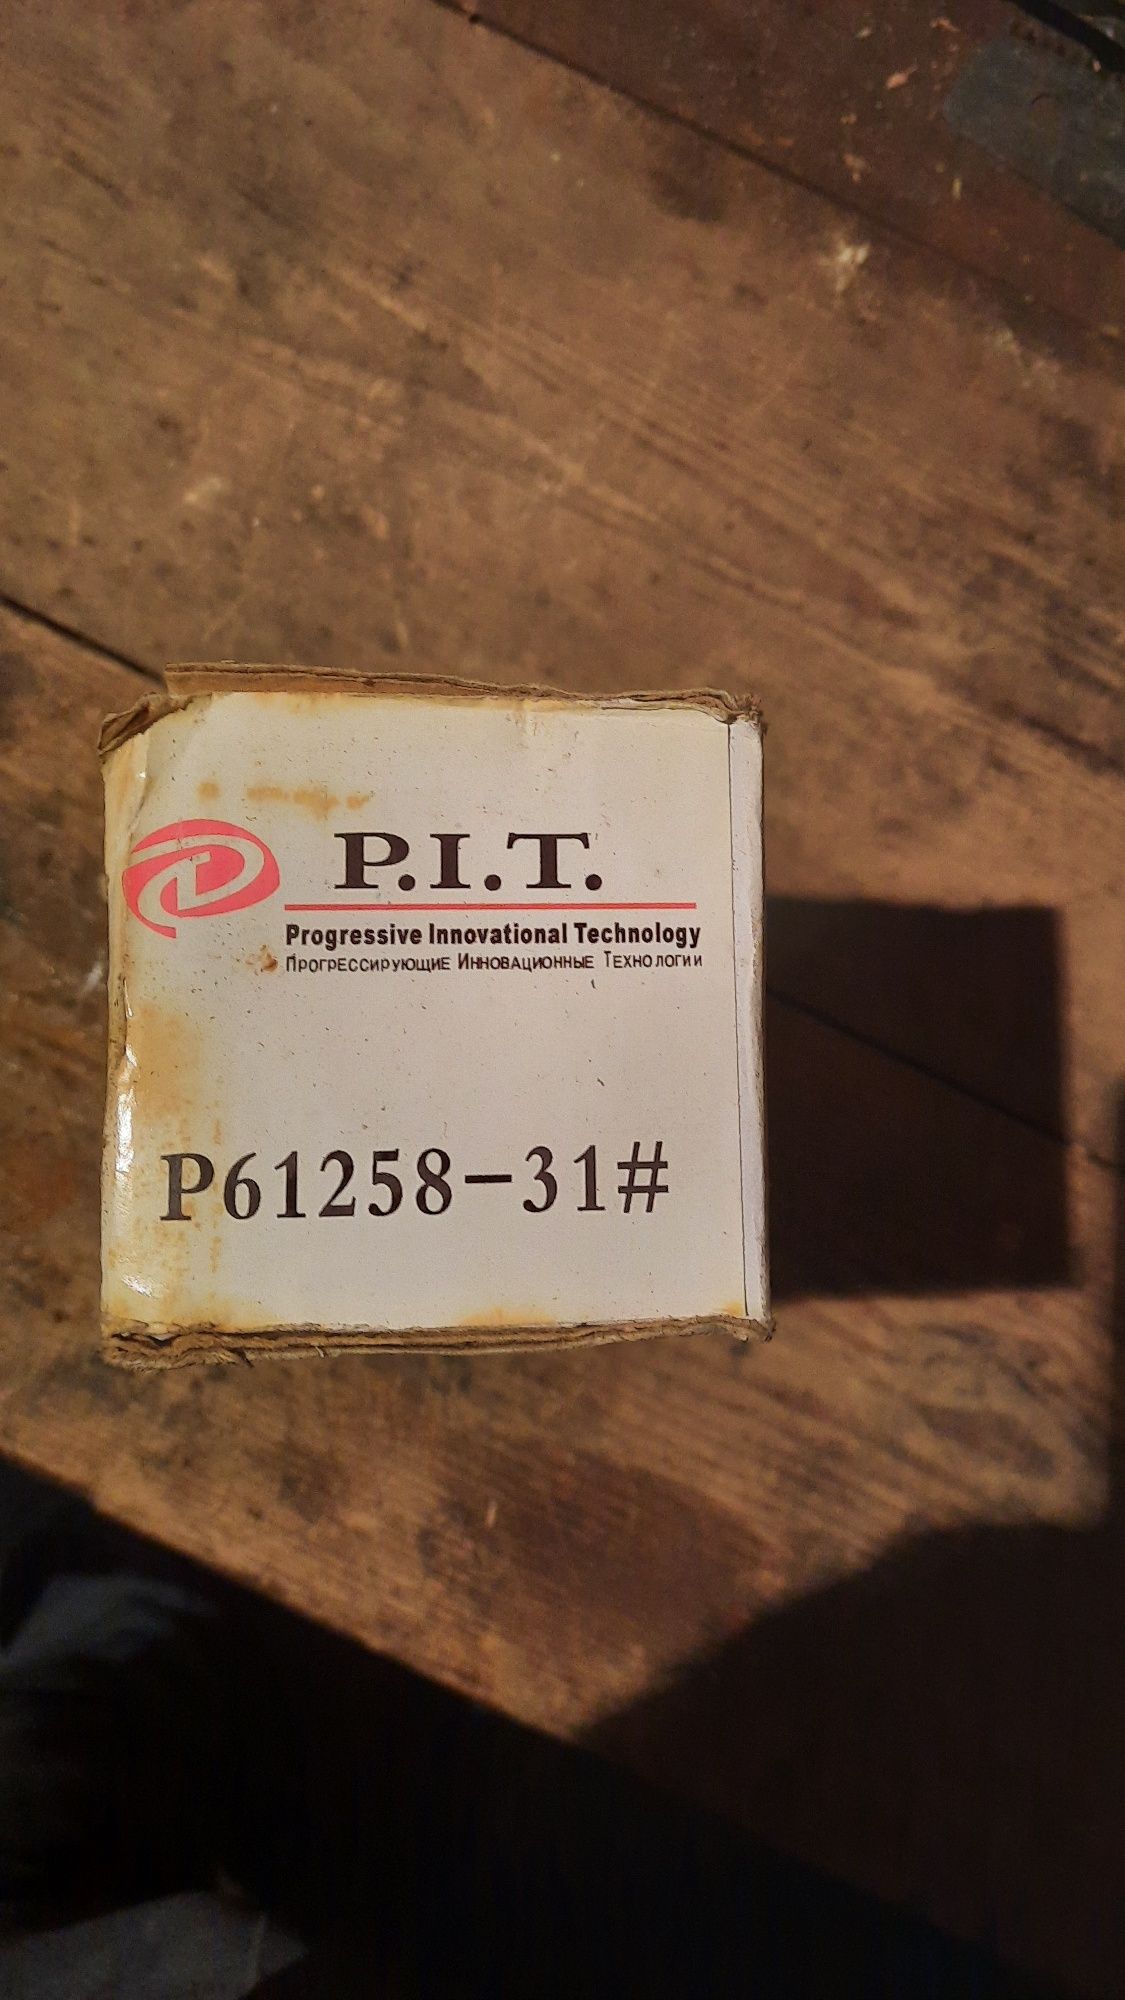 P.I.T.
Progressive Innovational Technology
Прогрессирующие Инновационные Технологии
P61258-31#